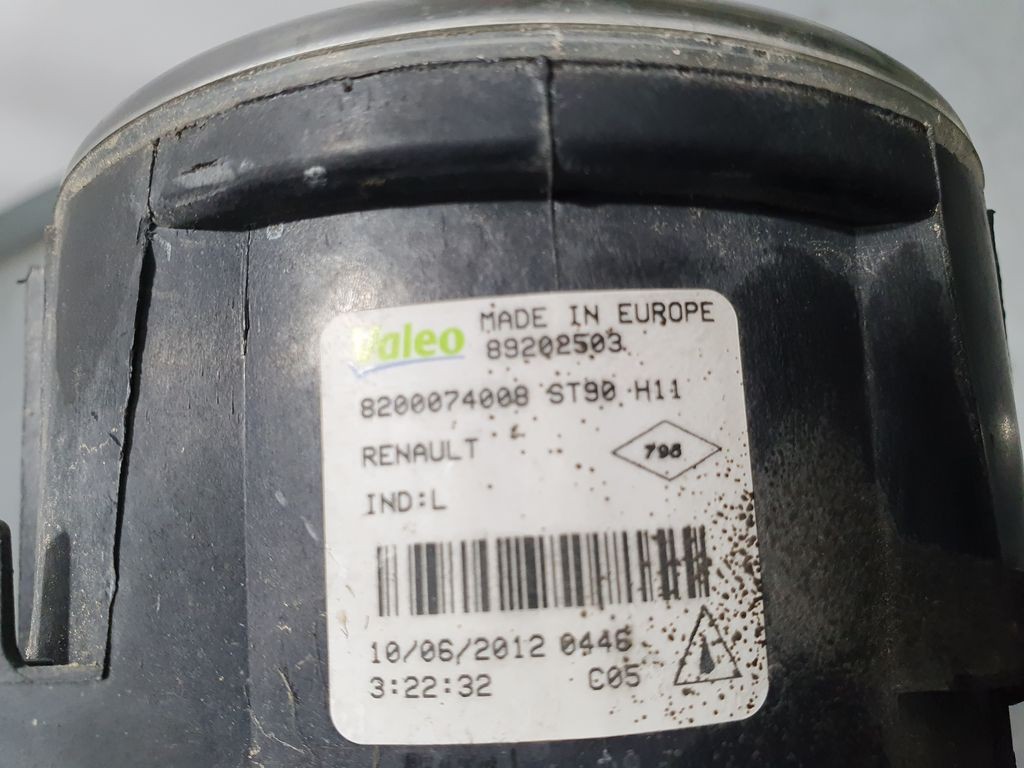 Valeo MADE IN EUROPE
89202503
8200074008 ST90 H11
RENAULT 796
IND:L
10/06/2012 0446
3:22:32 C05